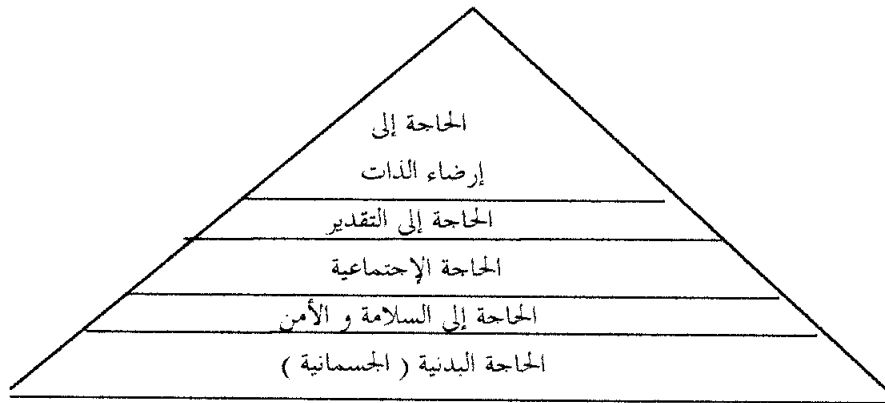 الحاجة إلى
إرضاء الذات
الحاجة إلى التقدير
الحاجة الإجتماعية
الحاجة إلى السلامة و الأمن
الحاجة البدنية ( الجسمانية )